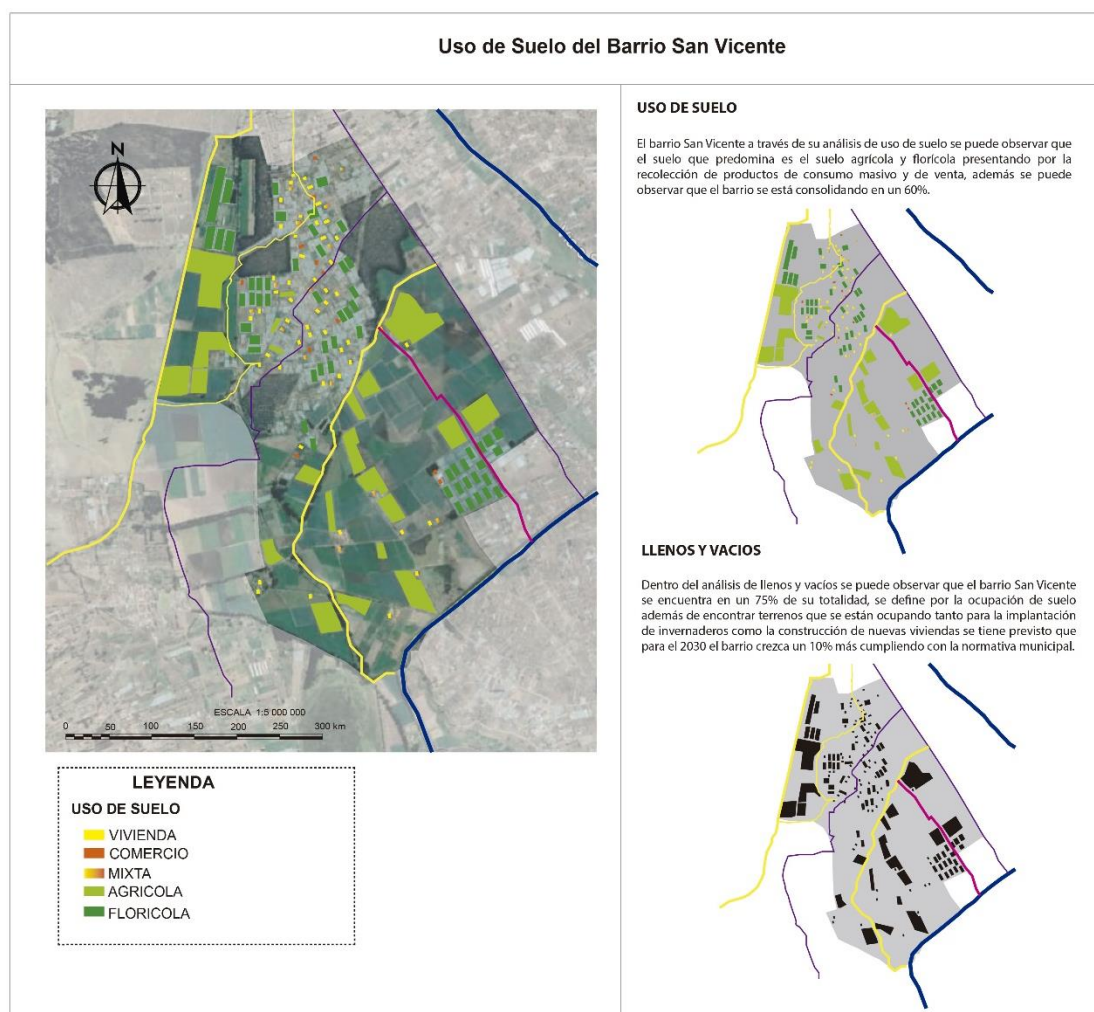 Uso de Suelo del Barrio San Vicente
N
ESCALA 1:5 000 000
0 50 100 150 200 250 300 km
LEYENDA
USO DE SUELO
VIVIENDA
COMERCIO
MIXTA
AGRICOLA
FLORICOLA
USO DE SUELO
El barrio San Vicente a través de su análisis de uso de suelo se puede observar que
el suelo que predomina es el suelo agrícola y florícola presentando por la
recolección de productos de consumo masivo y de venta, además se puede
observar que el barrio se está consolidando en un 60%.
LLENOS Y VACIOS
Dentro del análisis de llenos y vacíos se puede observar que el barrio San Vicente
se encuentra en un 75% de su totalidad, se define por la ocupación de suelo
además de encontrar terrenos que se están ocupando tanto para la implantación
de invernaderos como la construcción de nuevas viviendas se tiene previsto que
para el 2030 el barrio crezca un 10% más cumpliendo con la normativa municipal.